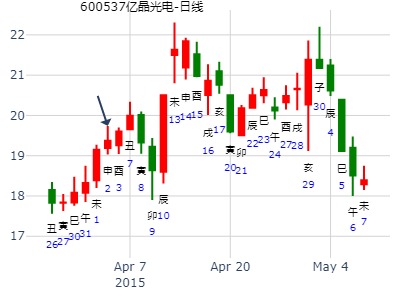 600537亿晶光电-日线
22
21
20
19
18
17
丑
26
寅
27
巳
30
午
31
未
1
申
2
酉
3
丑
7
寅
8
卯
9
辰
10
未
13
申
14
酉
15
戌
16
亥
17
寅
20
卯
21
辰
22
巳
23
午
24
酉
27
戌
28
亥
29
子
30
辰
4
巳
5
午
6
未
7
Apr 7
2015
Apr 20
May 4